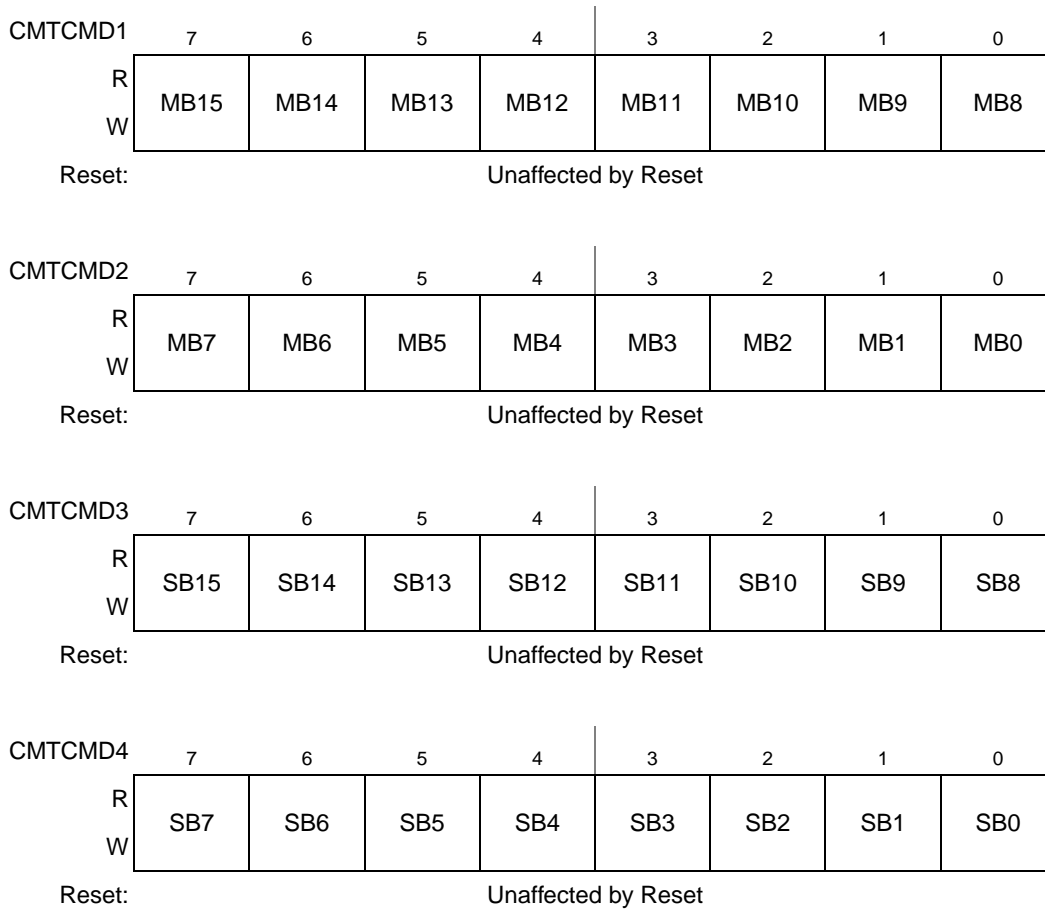 CMTCMD1 7 6 5 4 3 2 1 0
R
MB15 MB14 MB13 MB12 MB11 MB10 MB9 MB8
W
Reset: Unaffected by Reset
CMTCMD2 7 6 5 4 3 2 1 0
R
MB7 MB6 MB5 MB4 MB3 MB2 MB1 MB0
W
Reset: Unaffected by Reset
CMTCMD3 7 6 5 4 3 2 1 0
R
SB15 SB14 SB13 SB12 SB11 SB10 SB9 SB8
W
Reset: Unaffected by Reset
CMTCMD4 7 6 5 4 3 2 1 0
R
SB7 SB6 SB5 SB4 SB3 SB2 SB1 SB0
W
Reset: Unaffected by Reset